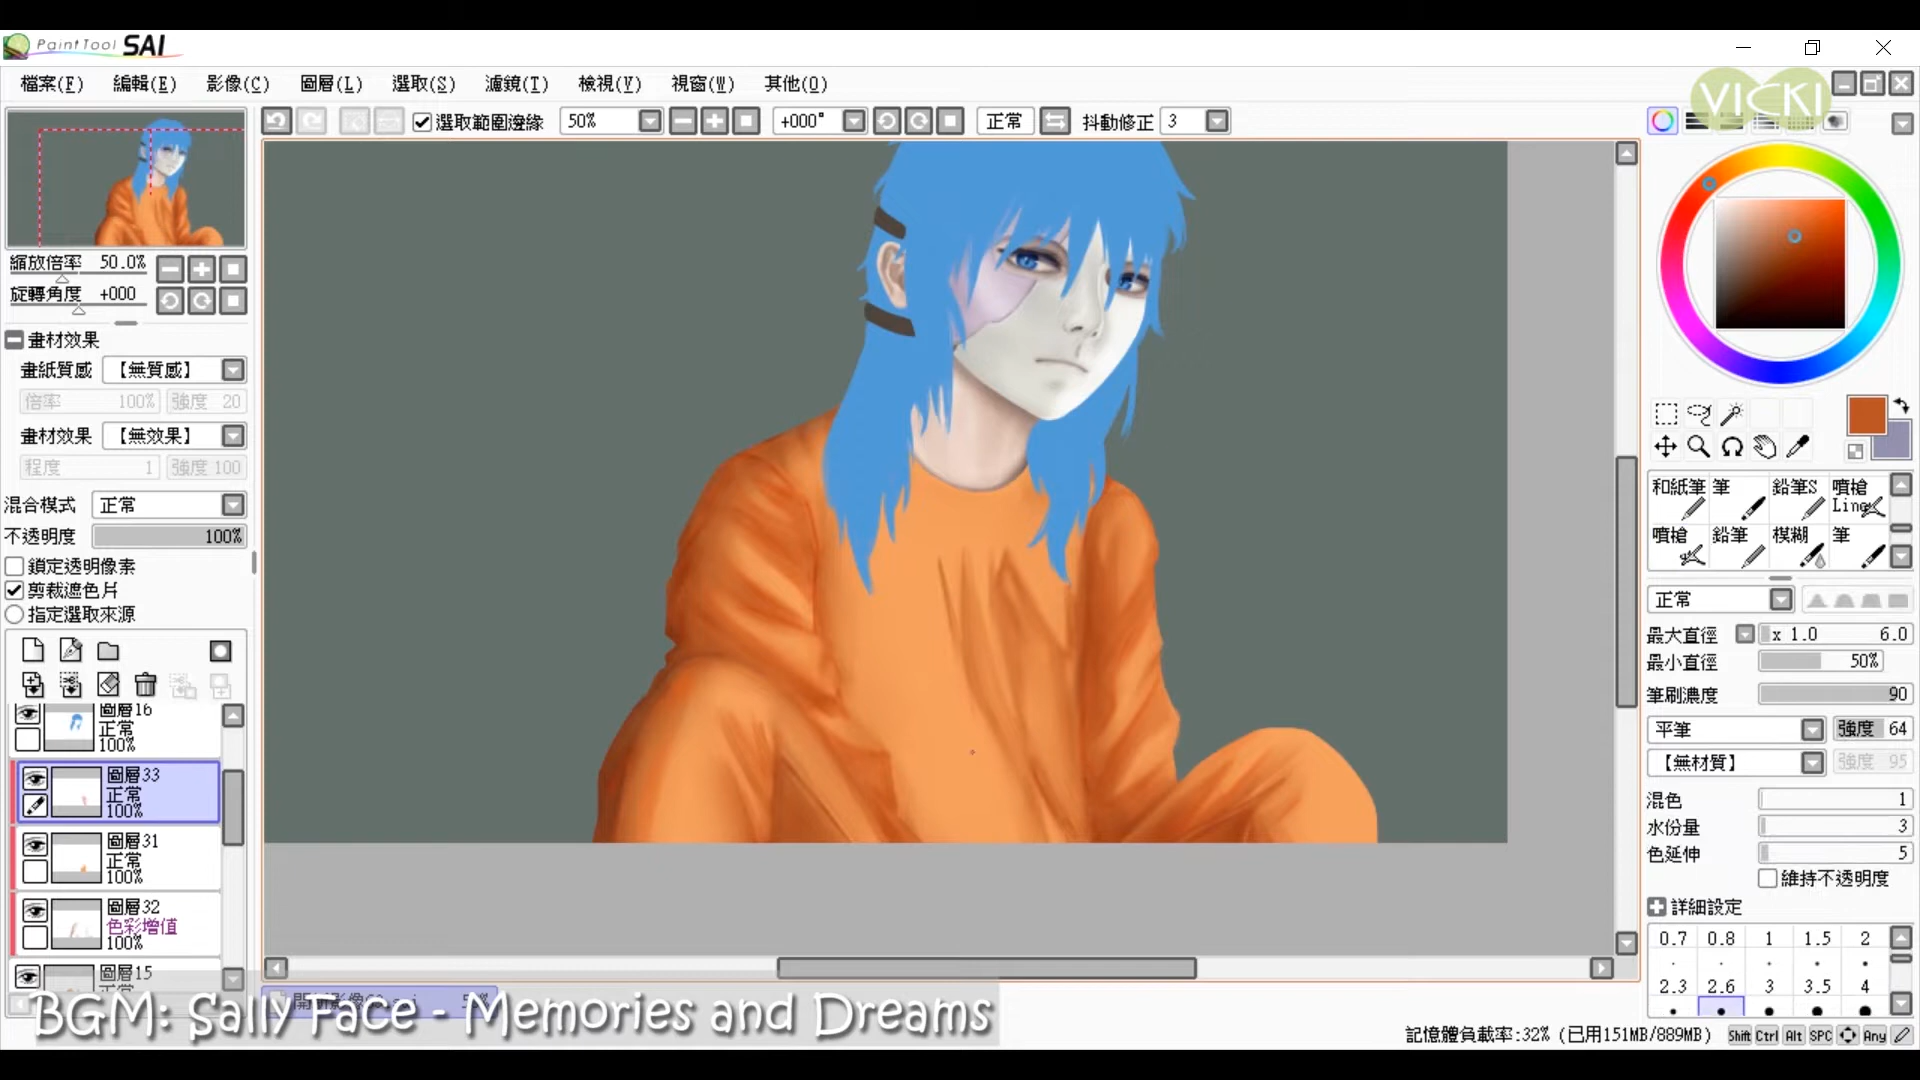 PaintTool SAI
檔案(F) 編輯(E) 影像(C) 圖層(L) 選取(S) 濾鏡(T) 檢視(V) 視窗(W) 其他(O)
VICKI
選取範圍邊緣 50% +000° 正常 抖動修正 3
縮放倍率 50.0%
旋轉角度 +000
畫材效果
畫紙質感 【無質感】
倍率 100% 強度 20
畫材效果 【無效果】
程度 1 強度 100
混合模式 正常
不透明度 100%
鎖定透明像素
剪裁遮色片
指定選取來源
圖層16
正常
100%
圖層33
正常
100%
圖層31
正常
100%
圖層32
色彩增值
100%
圖層15
和紙筆 筆 鉛筆S 噴槍
Line
噴槍 鉛筆 模糊 筆
正常
最大直徑 x 1.0 6.0
最小直徑 50%
筆刷濃度 90
平筆 強度 64
【無材質】 強度 95
混色 1
水份量 3
色延伸 5
維持不透明度
詳細設定
0.7 0.8 1 1.5 2
2.3 2.6 3 3.5 4
BGM: Sally Face - Memories and Dreams
記憶體負載率:32% (已用151MB/889MB) Shift Ctrl Alt SPC Any